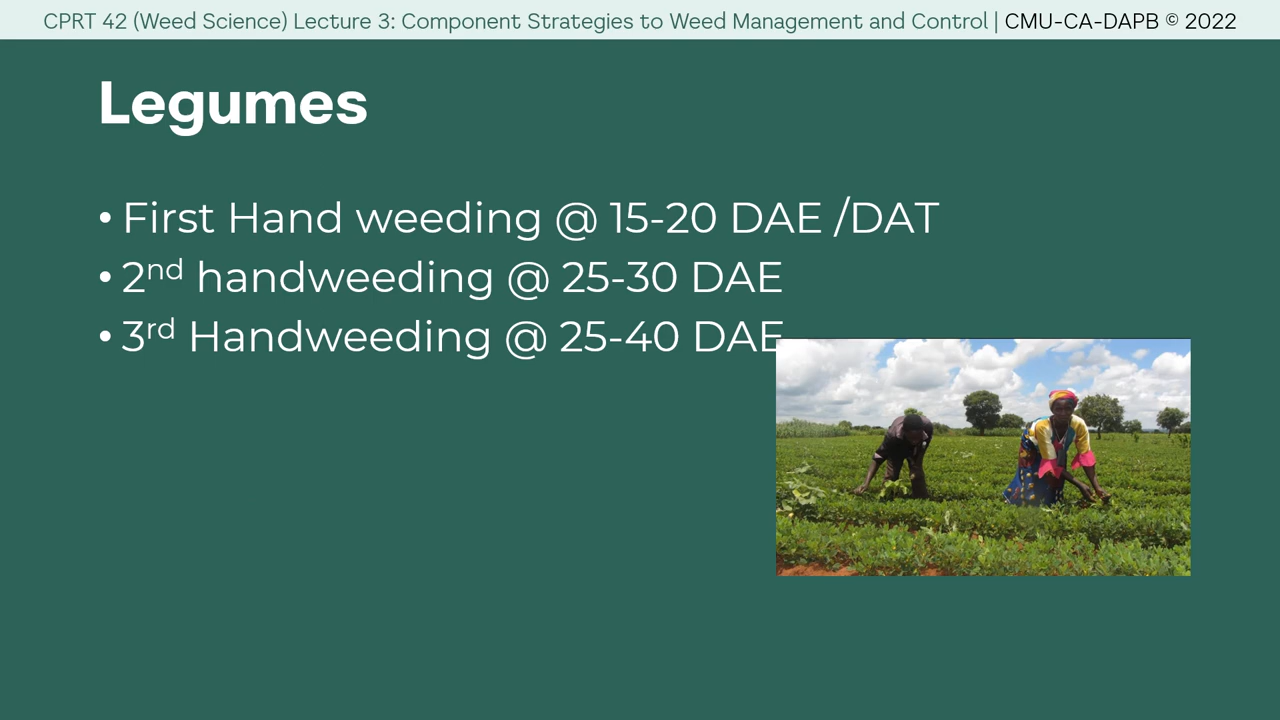 CPRT 42 (Weed Science) Lecture 3: Component Strategies to Weed Management and Control | CMU-CA-DAPB © 2022
Legumes
• First Hand weeding @ 15-20 DAE /DAT
• 2nd handweeding @ 25-30 DAE
• 3rd Handweeding @ 25-40 DAE